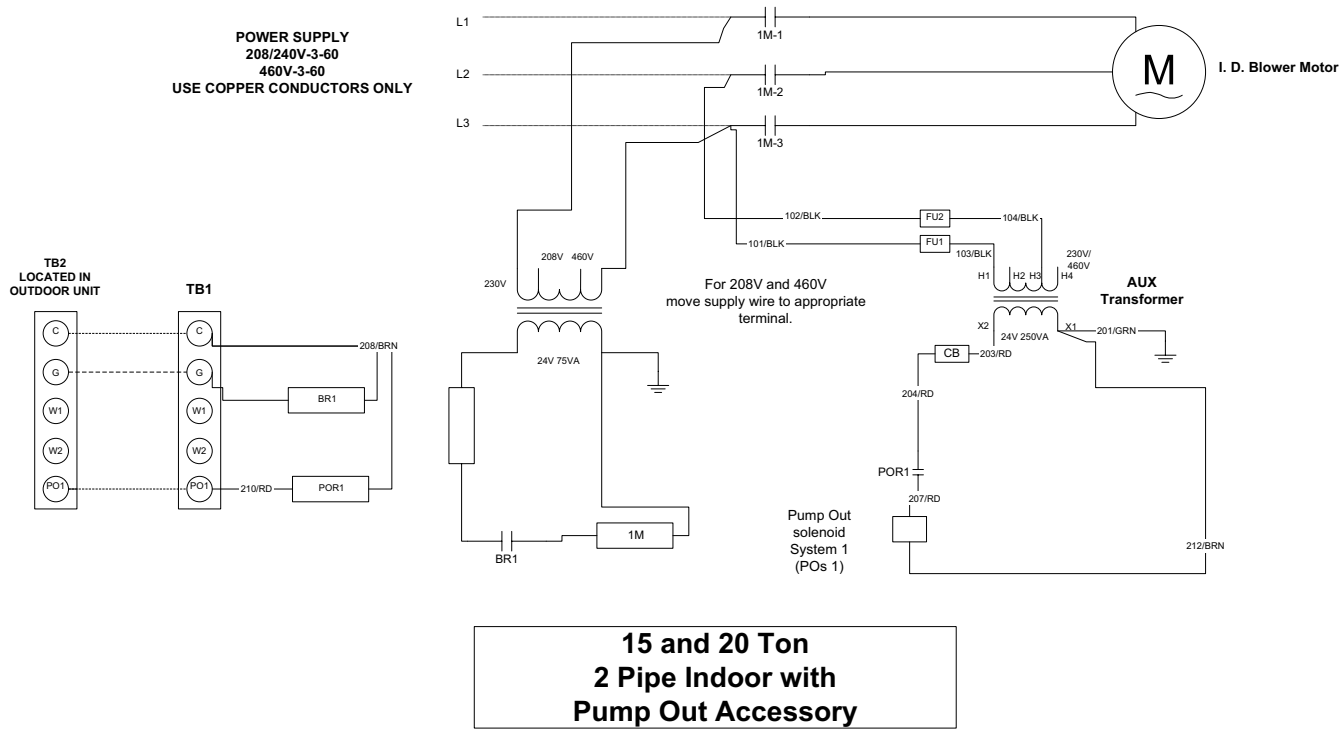 POWER SUPPLY
208/240V-3-60
460V-3-60
USE COPPER CONDUCTORS ONLY
L1
1M-1
L2
1M-2
L3
1M-3
M
I. D. Blower Motor
102/BLK
FU2
104/BLK
101/BLK
FU1
103/BLK
230V
208V
460V
For 208V and 460V
move supply wire to appropriate
terminal.
H1
H2
H3
H4
230V/
460V
AUX
Transformer
X2
24V 250VA
X1
201/GRN
CB
203/RD
204/RD
POR1
207/RD
Pump Out
solenoid
System 1
(POs 1)
212/BRN
24V 75VA
BR1
1M
TB2
LOCATED IN
OUTDOOR UNIT
C
G
W1
W2
PO1
TB1
C
G
W1
W2
PO1
208/BRN
BR1
210/RD
POR1
15 and 20 Ton
2 Pipe Indoor with
Pump Out Accessory